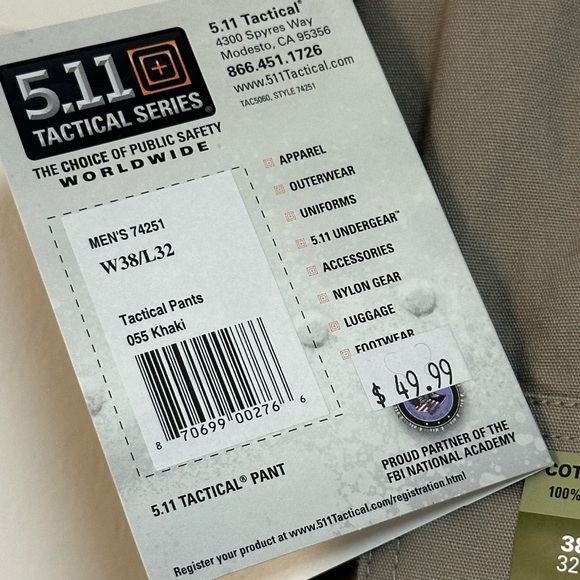 5.11 Tactical®
4300 Spyres Way
Modesto, CA 95356
866.451.1726
www.511Tactical.com
TAC5060, STYLE 74251
5.11
TACTICAL SERIES®
THE CHOICE OF PUBLIC SAFETY
WORLDWIDE
APPAREL
OUTERWEAR
UNIFORMS
5.11 UNDERGEAR™
ACCESSORIES
NYLON GEAR
LUGGAGE
FOOTWEAR
MEN'S 74251
W38/L32
Tactical Pants
055 Khaki
8 70699 00276 6
$ 49.99
5.11 TACTICAL® PANT
PROUD PARTNER OF THE
FBI NATIONAL ACADEMY
Register your product at www.511Tactical.com/registration.html
COT
100%
38
32